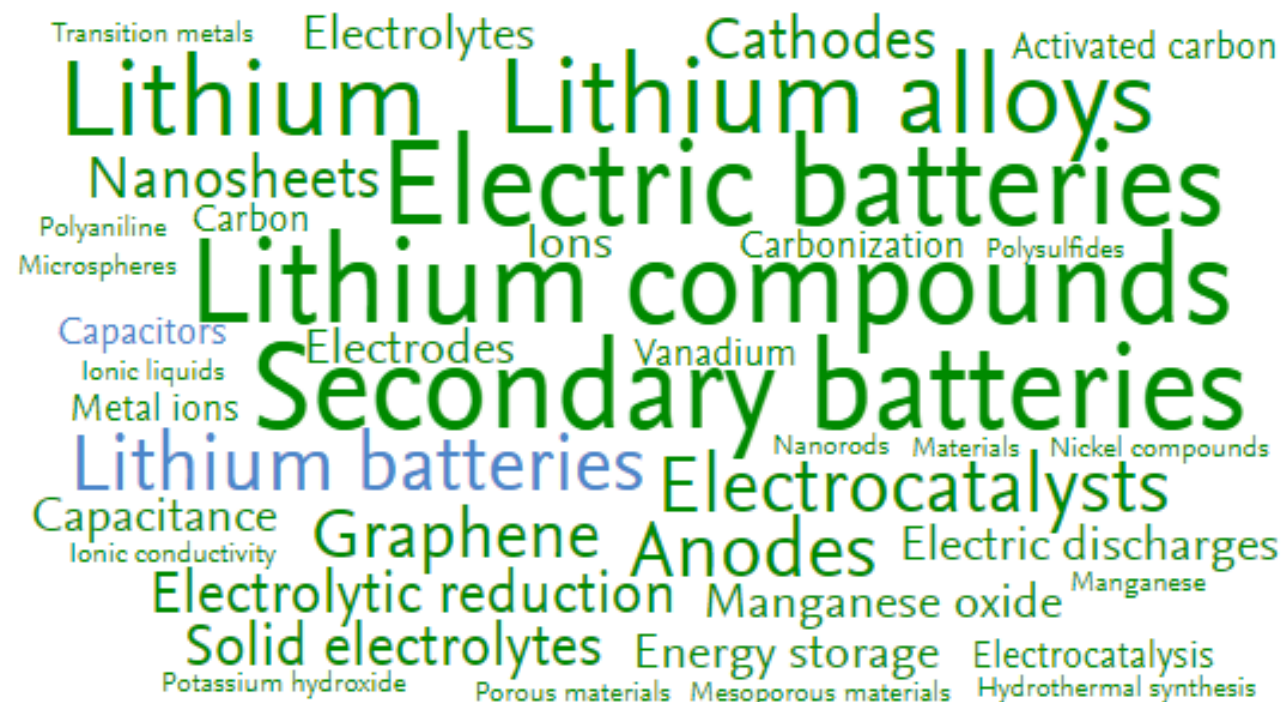 Transition metals
Electrolytes
Cathodes
Activated carbon
Lithium
Lithium alloys
Nanosheets
Electric batteries
Polyaniline
Carbon
Ions
Carbonization
Polysulfides
Microspheres
Lithium compounds
Capacitors
Electrodes
Vanadium
Ionic liquids
Secondary batteries
Metal ions
Nanorods
Materials
Nickel compounds
Lithium batteries
Electrocatalysts
Capacitance
Graphene
Anodes
Electric discharges
Ionic conductivity
Manganese
Electrolytic reduction
Manganese oxide
Solid electrolytes
Energy storage
Electrocatalysis
Potassium hydroxide
Porous materials
Mesoporous materials
Hydrothermal synthesis